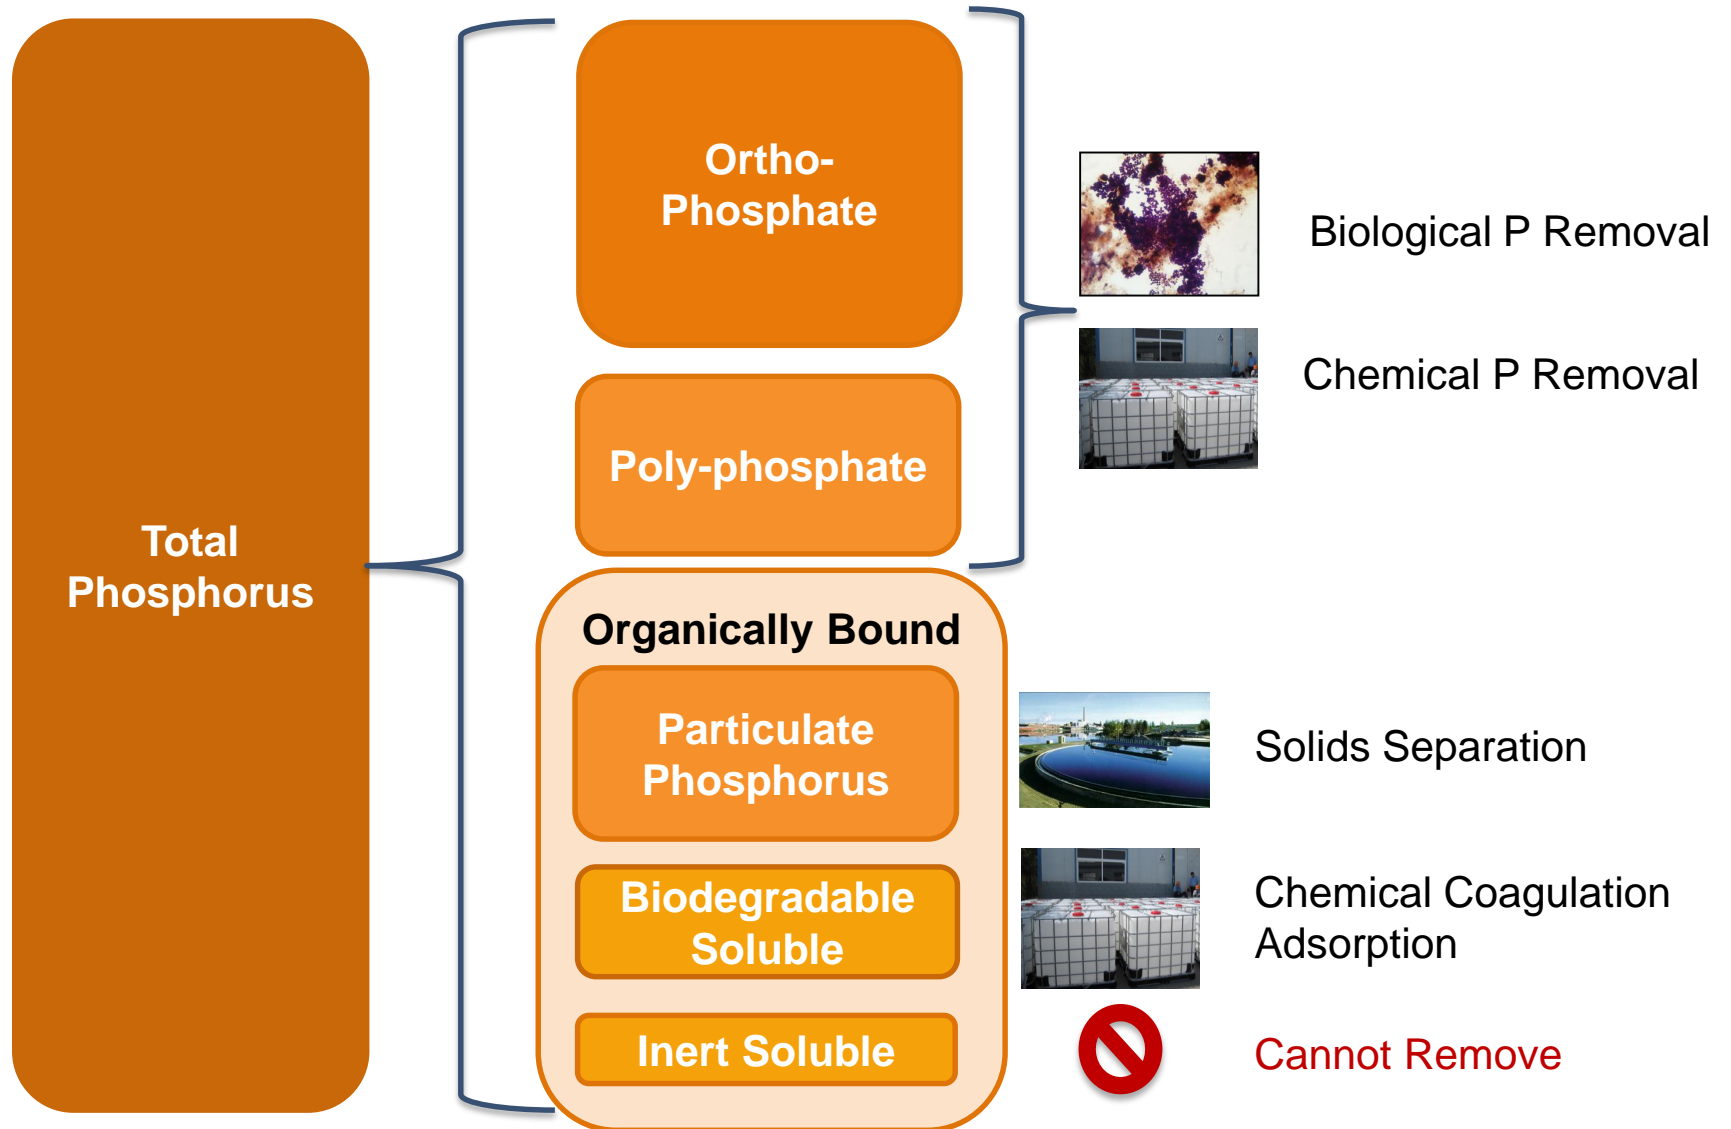 Total
Phosphorus
Ortho-
Phosphate
Poly-phosphate
Organically Bound
Particulate
Phosphorus
Biodegradable
Soluble
Inert Soluble
Biological P Removal
Chemical P Removal
Solids Separation
Chemical Coagulation
Adsorption
Cannot Remove